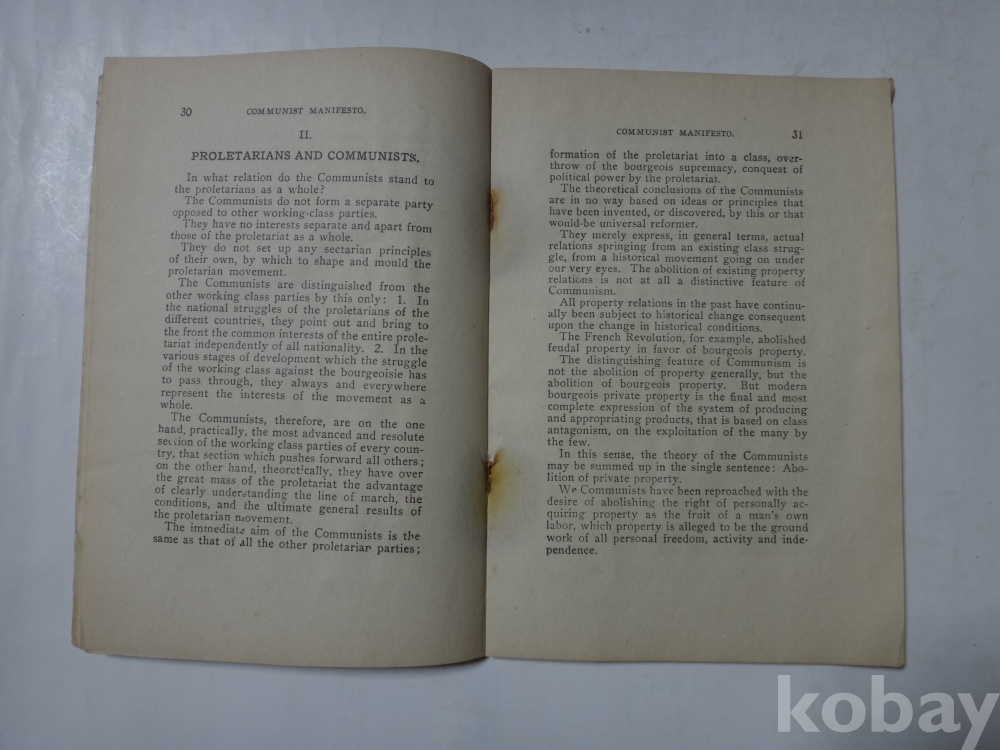 30 COMMUNIST MANIFESTO.
II.
PROLETARIANS AND COMMUNISTS.
In what relation do the Communists stand to
the proletarians as a whole?
The Communists do not form a separate party
opposed to other working-class parties.
They have no interests separate and apart from
those of the proletariat as a whole.
They do not set up any sectarian principles
of their own, by which to shape and mould the
proletarian movement.
The Communists are distinguished from the
other working class parties by this only: 1. In
the national struggles of the proletarians of the
different countries, they point out and bring to
the front the common interests of the entire prole-
tariat independently of all nationality. 2. In the
various stages of development which the struggle
of the working class against the bourgeoisie has
to pass through, they always and everywhere
represent the interests of the movement as a
whole.
The Communists, therefore, are on the one
hand, practically, the most advanced and resolute
section of the working class parties of every coun-
try, that section which pushes forward all others;
on the other hand, theoretically, they have over
the great mass of the proletariat the advantage
of clearly understanding the line of march, the
conditions, and the ultimate general results of
the proletarian movement.
The immediate aim of the Communists is the
same as that of all the other proletarian parties;
COMMUNIST MANIFESTO. 31
formation of the proletariat into a class, over-
throw of the bourgeois supremacy, conquest of
political power by the proletariat.
The theoretical conclusions of the Communists
are in no way based on ideas or principles that
have been invented, or discovered, by this or that
would-be universal reformer.
They merely express, in general terms, actual
relations springing from an existing class strug-
gle, from a historical movement going on under
our very eyes. The abolition of existing property
relations is not at all a distinctive feature of
Communism.
All property relations in the past have continu-
ally been subject to historical change consequent
upon the change in historical conditions.
The French Revolution, for example, abolished
feudal property in favor of bourgeois property.
The distinguishing feature of Communism is
not the abolition of property generally, but the
abolition of bourgeois property. But modern
bourgeois private property is the final and most
complete expression of the system of producing
and appropriating products, that is based on class
antagonism, on the exploitation of the many by
the few.
In this sense, the theory of the Communists
may be summed up in the single sentence: Abo-
lition of private property.
We Communists have been reproached with the
desire of abolishing the right of personally ac-
quiring property as the fruit of a man's own
labor, which property is alleged to be the ground
work of all personal freedom, activity and inde-
pendence.
kobay